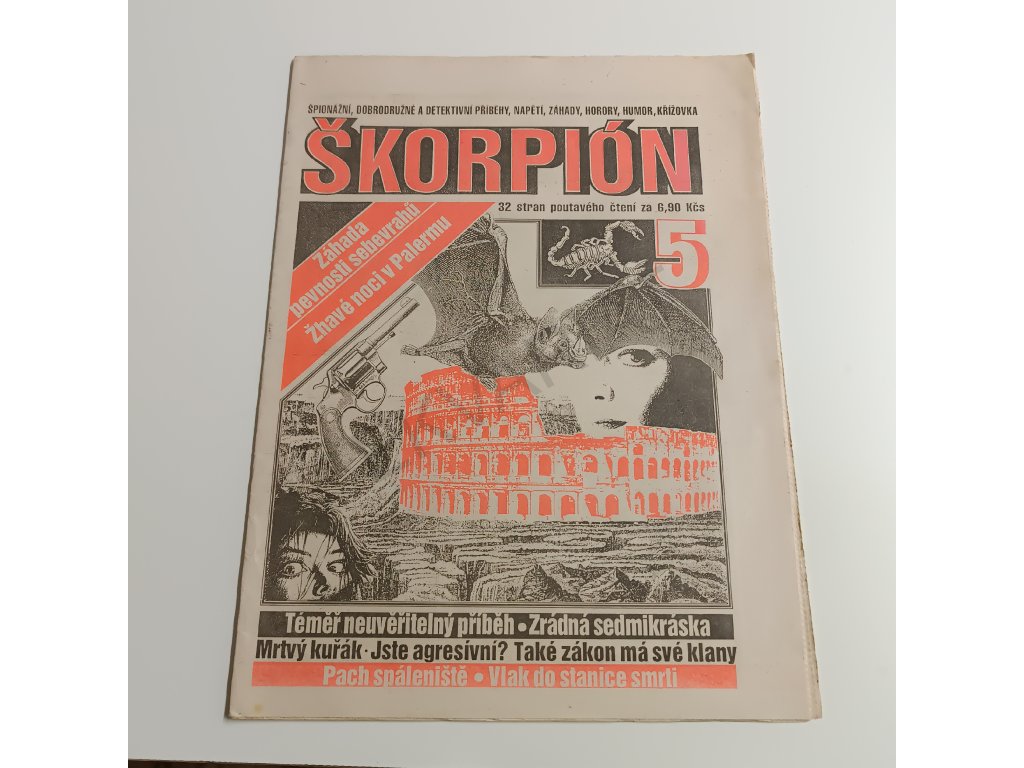 ŠPIONÁŽNÍ, DOBRODRUŽNÉ A DETEKTIVNÍ PŘÍBĚHY, NAPĚTÍ, ZÁHADY, HORORY, HUMOR, KŘÍŽOVKA
ŠKORPIÓN
32 stran poutavého čtení za 6,90 Kčs
5
Záhada
pevnosti sebevrahů
Žhavé noci v Palermu
Téměř neuvěřitelný příběh • Zrádná sedmikráska
Mrtvý kuřák · Jste agresívní? Také zákon má své klany
Pach spáleniště • Vlak do stanice smrti